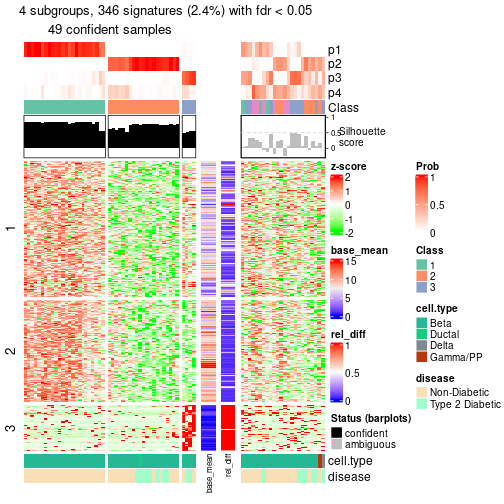 4 subgroups, 346 signatures (2.4%) with fdr < 0.05
49 confident samples
p1
p2
p3
p4
Class
1
0.5
0
Silhouette
score
1
2
3
z-score
2
1
0
-1
-2
Prob
1
0.5
0
base_mean
15
10
5
0
Class
1
2
3
rel_diff
1
0.5
0
cell.type
Beta
Ductal
Delta
Gamma/PP
disease
Non-Diabetic
Type 2 Diabetes
Status (barplots)
confident
ambiguous
cell.type
disease
base_mean
rel_diff